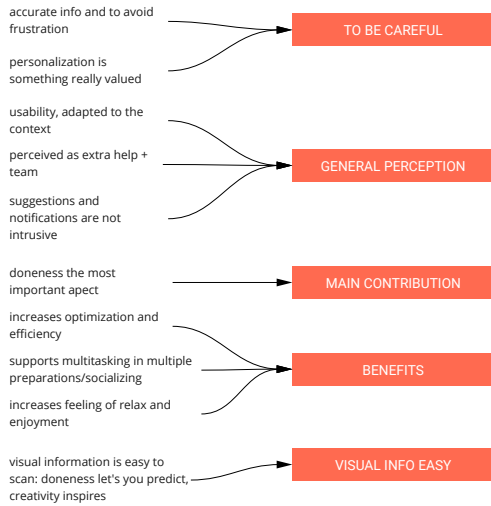 accurate info and to avoid
frustration
TO BE CAREFUL
personalization is
something really valued
usability, adapted to the
context
perceived as extra help +
team
GENERAL PERCEPTION
suggestions and
notifications are not
intrusive
doneness the most
important apect
MAIN CONTRIBUTION
increases optimization and
efficiency
supports multitasking in multiple
preparations/socializing
BENEFITS
increases feeling of relax and
enjoyment
visual information is easy to
scan: doneness let's you predict,
creativity inspires
VISUAL INFO EASY